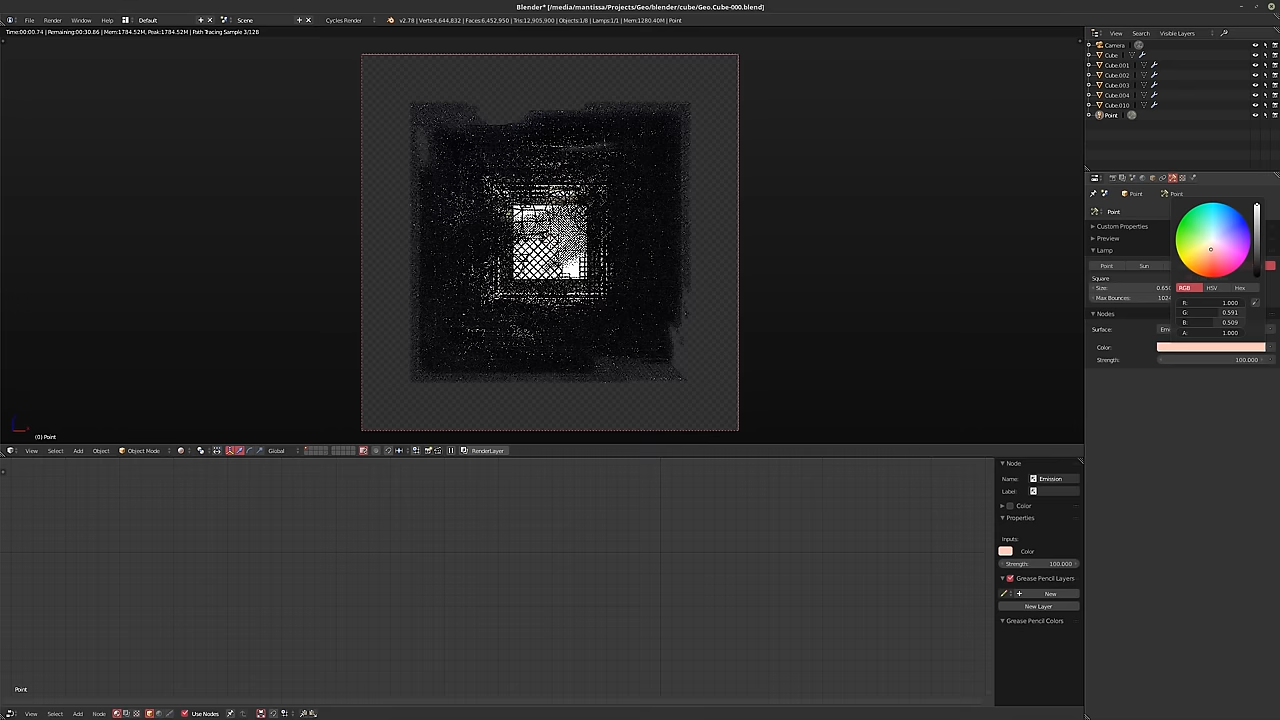 Blender* [/media/mantissa/Projects/Geo/blender/cube/Geo.Cube-000.blend]
File Render Window Help Default Scene Cycles Render v2.78 | Verts:4,644,832 | Faces:6,452,950 | Tris:12,905,900 | Objects:1/8 | Lamps:1/1 | Mem:1280.40M | Point
Time:00:00.74 | Remaining:00:30.86 | Mem:1784.52M, Peak:1784.52M | Path Tracing Sample 3/128
View Search Visible Layers
Camera
Cube
Cube.001
Cube.002
Cube.003
Cube.004
Cube.010
Point
Point Point
Point
Custom Properties
Preview
Lamp
Point Sun
Square
Size: 0.650
Max Bounces: 1024
RGB HSV Hex
R: 1.000
G: 0.591
B: 0.509
A: 1.000
Nodes
Surface: Emi
Color:
Strength: 100.000
(0) Point
View Select Add Object Object Mode Global RenderLayer
Node
Name: Emission
Label:
Color
Properties
Inputs:
Color
Strength: 100.000
Grease Pencil Layers
New
New Layer
Grease Pencil Colors
Point
View Select Add Node Use Nodes